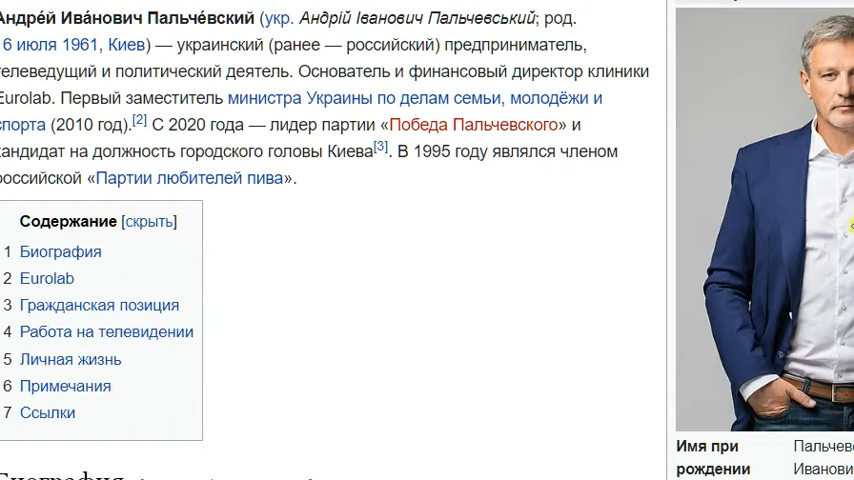 Андре́й Ива́нович Пальче́вский (укр. Андрій Іванович Пальчевський; род.
6 июля 1961, Киев) — украинский (ранее — российский) предприниматель,
телеведущий и политический деятель. Основатель и финансовый директор клиники
Eurolab. Первый заместитель министра Украины по делам семьи, молодёжи и
спорта (2010 год).[2] С 2020 года — лидер партии «Победа Пальчевского» и
кандидат на должность городского головы Киева[3]. В 1995 году являлся членом
российской «Партии любителей пива».
Содержание [скрыть]
1 Биография
2 Eurolab
3 Гражданская позиция
4 Работа на телевидении
5 Личная жизнь
6 Примечания
7 Ссылки
Биография
Имя при Пальчев
рождении Иванови